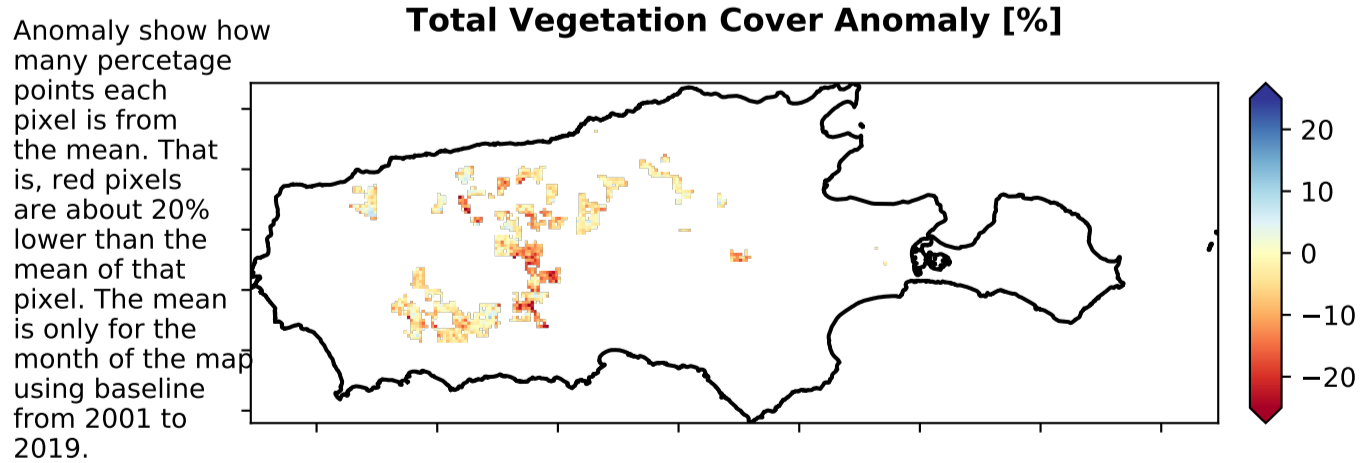 Total Vegetation Cover Anomaly [%]
Anomaly show how
many percetage
points each
pixel is from
the mean. That
is, red pixels
are about 20%
lower than the
mean of that
pixel. The mean
is only for the
month of the map
using baseline
from 2001 to
2019.
20
10
0
−10
−20